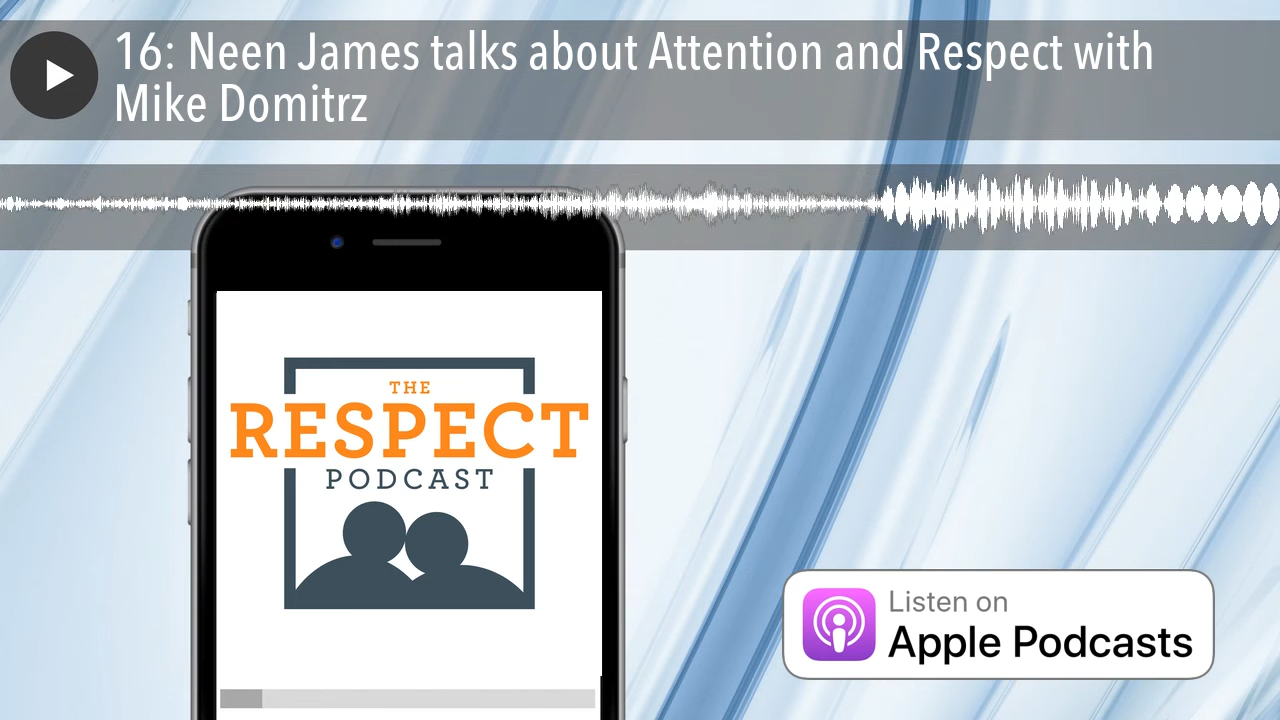 16: Neen James talks about Attention and Respect with
Mike Domitrz
THE
RESPECT
PODCAST
Listen on
Apple Podcasts